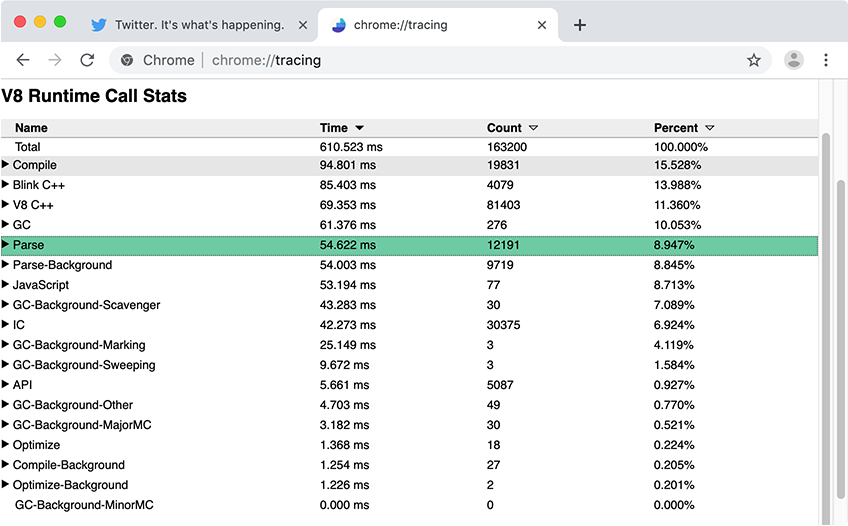 Twitter. It's what's happening.
chrome://tracing
Chrome | chrome://tracing
V8 Runtime Call Stats
Name Time Count Percent
Total 610.523 ms 163200 100.000%
Compile 94.801 ms 19831 15.528%
Blink C++ 85.403 ms 4079 13.988%
V8 C++ 69.353 ms 81403 11.360%
GC 61.376 ms 276 10.053%
Parse 54.622 ms 12191 8.947%
Parse-Background 54.003 ms 9719 8.845%
JavaScript 53.194 ms 77 8.713%
GC-Background-Scavenger 43.283 ms 30 7.089%
IC 42.273 ms 30375 6.924%
GC-Background-Marking 25.149 ms 3 4.119%
GC-Background-Sweeping 9.672 ms 3 1.584%
API 5.661 ms 5087 0.927%
GC-Background-Other 4.703 ms 49 0.770%
GC-Background-MajorMC 3.182 ms 30 0.521%
Optimize 1.368 ms 18 0.224%
Compile-Background 1.254 ms 27 0.205%
Optimize-Background 1.226 ms 2 0.201%
GC-Background-MinorMC 0.000 ms 0 0.000%